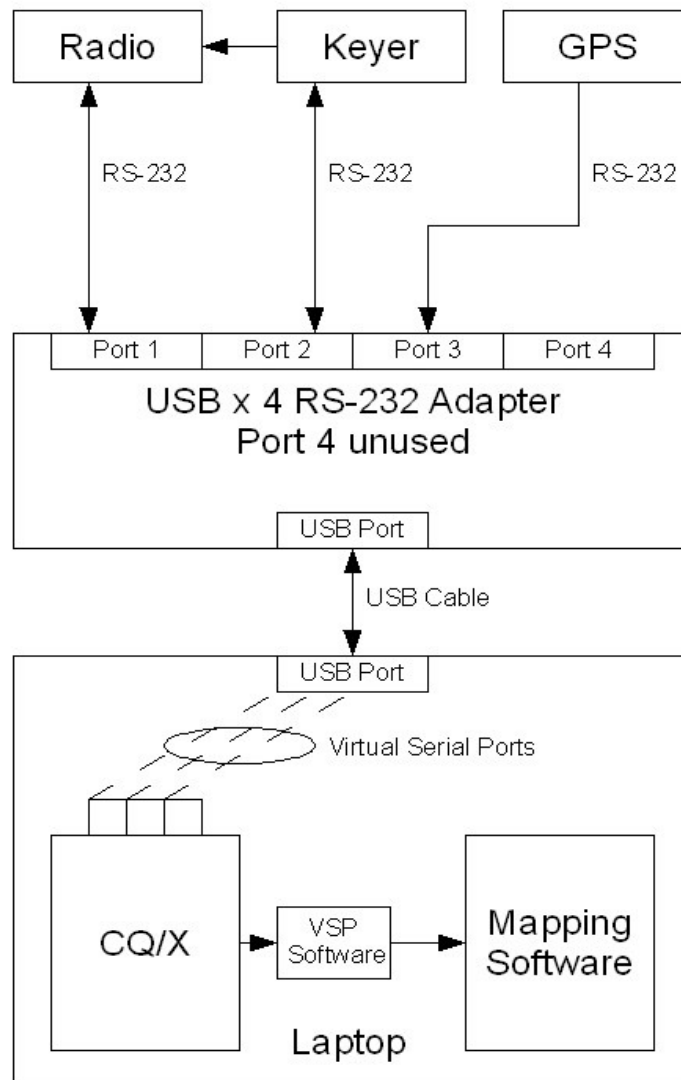 Radio
Keyer
GPS
RS-232
RS-232
RS-232
Port 1
Port 2
Port 3
Port 4
USB x 4 RS-232 Adapter
Port 4 unused
USB Port
USB Cable
USB Port
Virtual Serial Ports
CQ/X
VSP
Software
Mapping
Software
Laptop